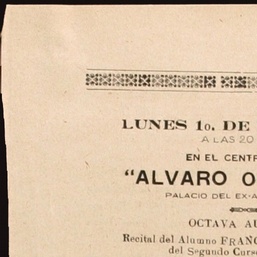 LUNES 1o. DE
A LAS 20
EN EL CENT
"ALVARO O
PALACIO DEL EX-A
OCTAVA AU
Recital del Alumno FRANC
del Segundo Curs